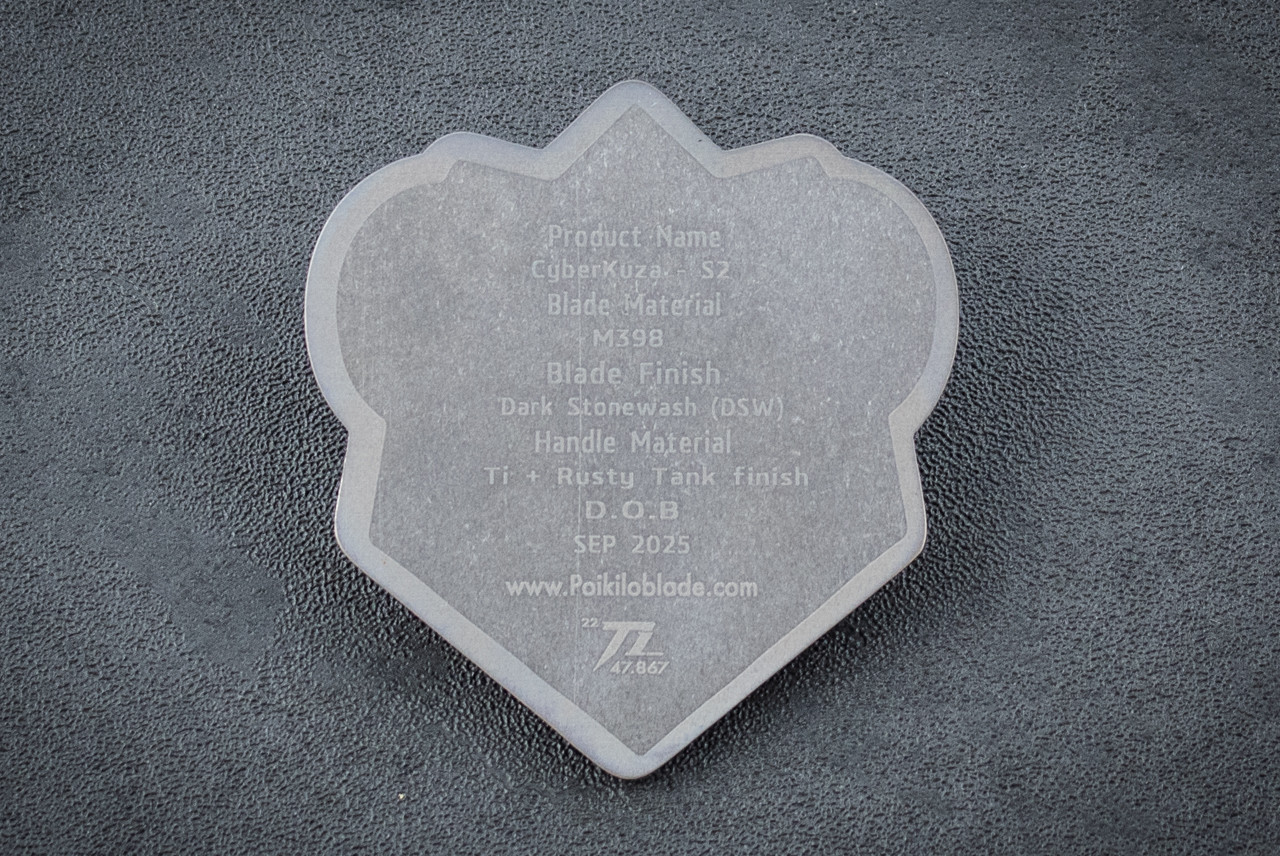 Product Name
CyberKuza - S2
Blade Material
M398
Blade Finish
Dark Stonewash (DSW)
Handle Material
Ti + Rusty Tank finish
D.O.B
SEP 2025
www.Poikiloblade.com
22
Ti
47.867